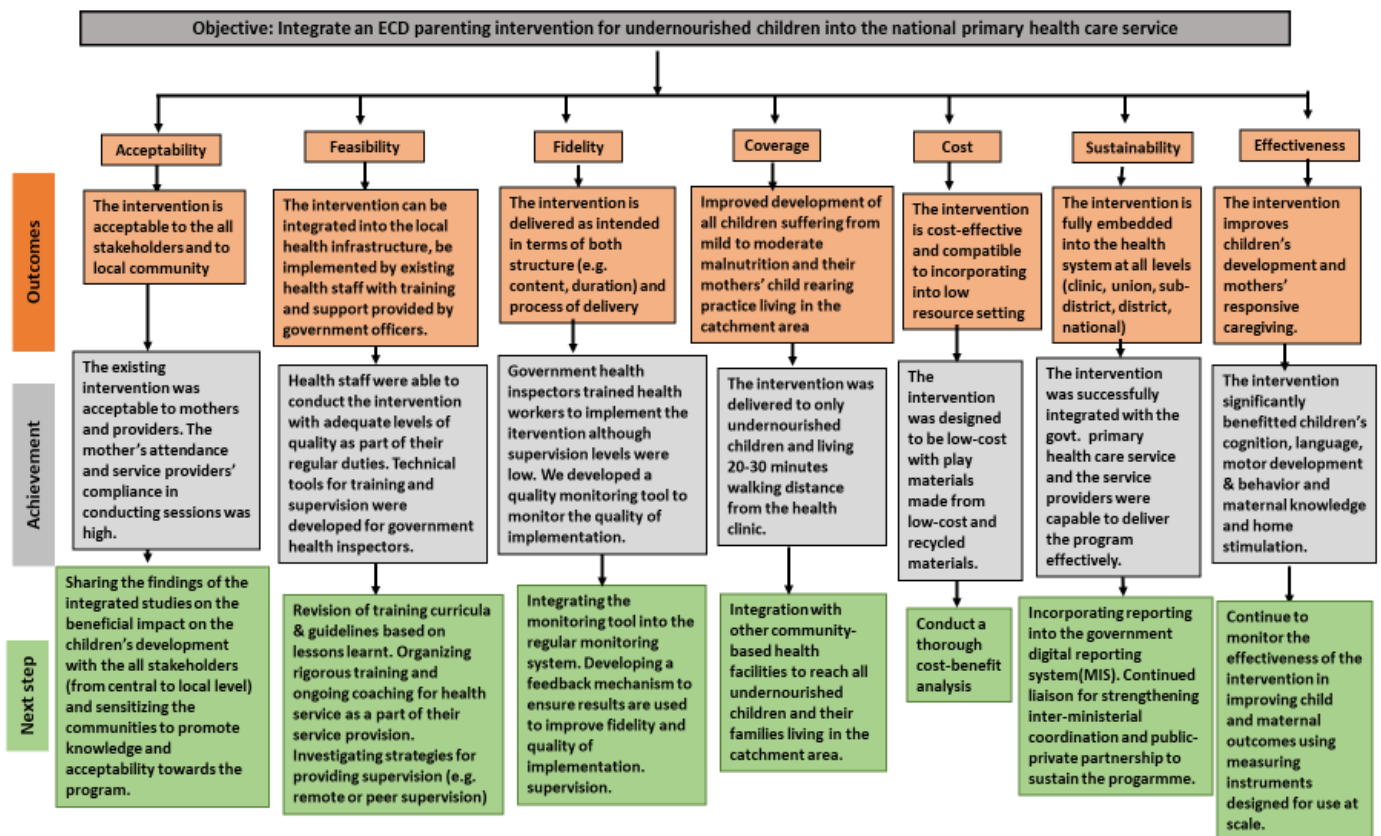 Objective: Integrate an ECD parenting intervention for undernourished children into the national primary health care service
Acceptability
Feasibility
Fidelity
Coverage
Cost
Sustainability
Effectiveness
Outcomes
The intervention is
acceptable to the all
stakeholders and to
local community
The intervention can be
integrated into the local
health infrastructure, be
implemented by existing
health staff with training
and support provided by
government officers.
The intervention is
delivered as intended
in terms of both
structure (e.g.
content, duration) and
process of delivery
Improved development of
all children suffering from
mild to moderate
malnutrition and their
mothers' child rearing
practice living in the
catchment area
The intervention
is cost-effective
and compatible
to incorporating
into low
resource setting
The intervention is
fully embedded
into the health
system at all levels
(clinic, union, sub-
district, district,
national)
The intervention
improves
children's
development and
mothers'
responsive
caregiving.
Achievement
The existing
intervention was
acceptable to mothers
and providers. The
mother's attendance
and service providers'
compliance in
conducting sessions was
high.
Health staff were able to
conduct the intervention
with adequate levels of
quality as part of their
regular duties. Technical
tools for training and
supervision were
developed for government
health inspectors.
Government health
inspectors trained health
workers to implement the
itervention although
supervision levels were
low. We developed a
quality monitoring tool to
monitor the quality of
implementation.
The intervention was
delivered to only
undernourished
children and living
20-30 minutes
walking distance
from the health
clinic.
The
intervention
was designed
to be low-cost
with play
materials
made from
low-cost and
recycled
materials.
The intervention
was successfully
integrated with the
govt. primary
health care service
and the service
providers were
capable to deliver
the program
effectively.
The intervention
significantly
benefitted children's
cognition, language,
motor development
& behavior and
maternal knowledge
and home
stimulation.
Next step
Sharing the findings of the
integrated studies on the
beneficial impact on the
children's development
with the all stakeholders
(from central to local level)
and sensitizing the
communities to promote
knowledge and
acceptability towards the
program.
Revision of training curricula
& guidelines based on
lessons learnt. Organizing
rigorous training and
ongoing coaching for health
service as a part of their
service provision.
Investigating strategies for
providing supervision (e.g.
remote or peer supervision)
Integrating the
monitoring tool into the
regular monitoring
system. Developing a
feedback mechanism to
ensure results are used
to improve fidelity and
quality of
implementation.
supervision.
Integration with
other community-
based health
facilities to reach all
undernourished
children and their
families living in the
catchment area.
Conduct a
thorough
cost-benefit
analysis
Incorporating reporting
into the government
digital reporting
system(MIS). Continued
liaison for strengthening
inter-ministerial
coordination and public-
private partnership to
sustain the progarmme.
Continue to
monitor the
effectiveness of the
intervention in
improving child
and maternal
outcomes using
measuring
instruments
designed for use at
scale.